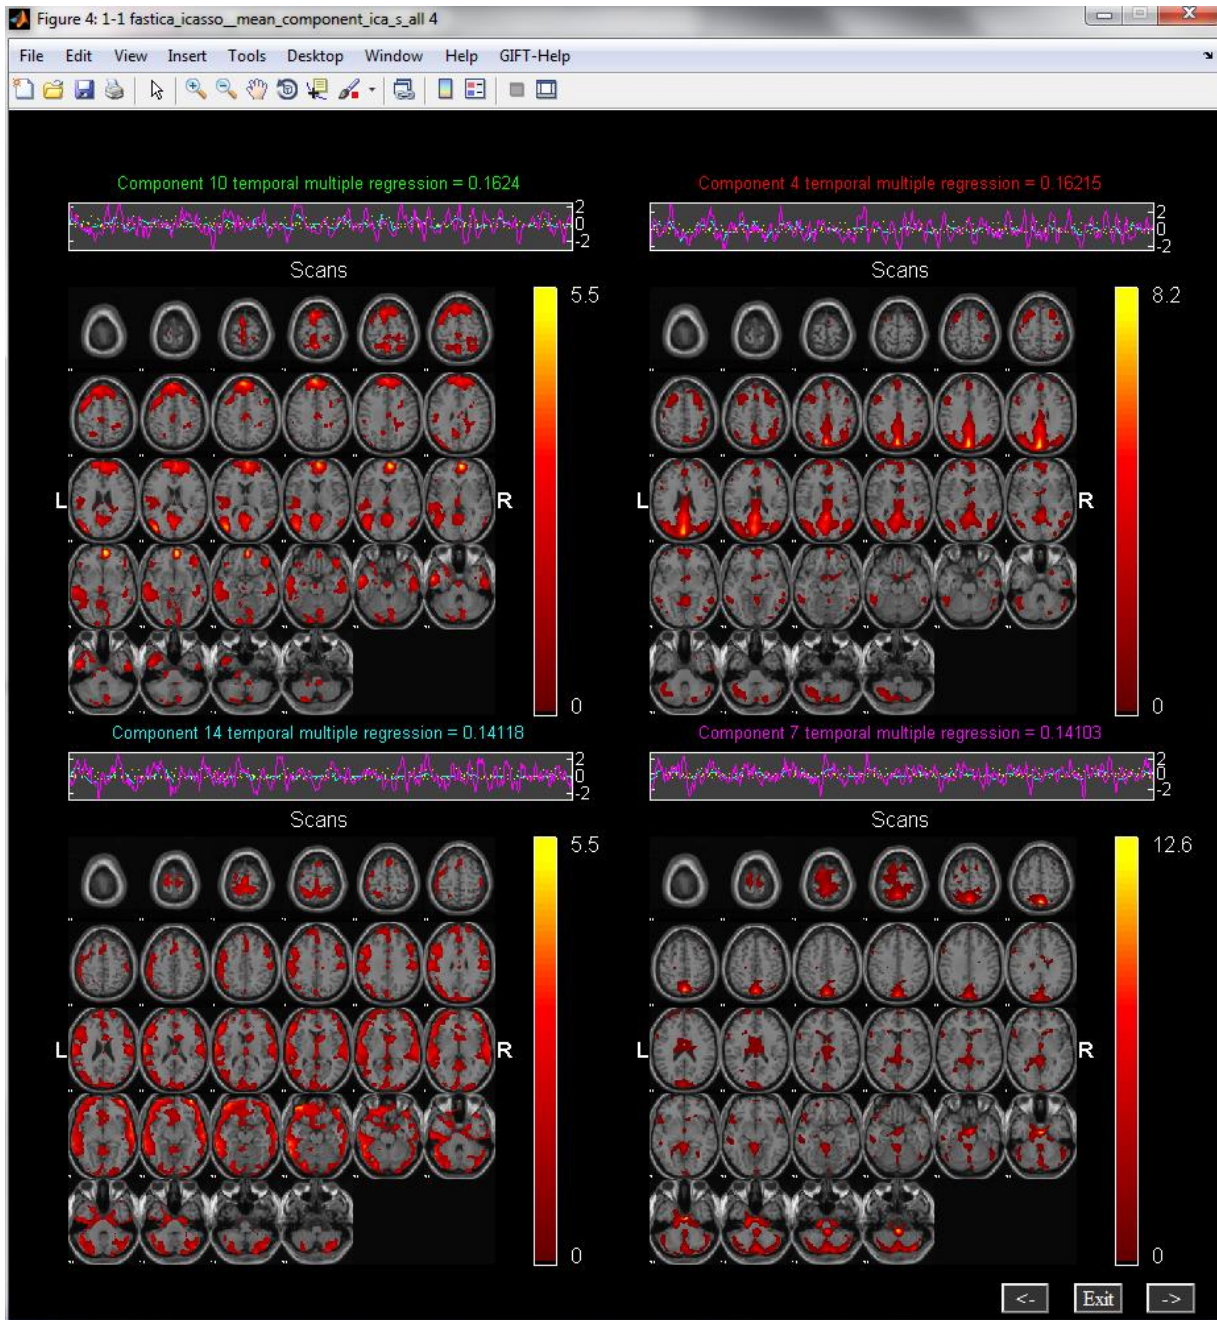 Figure 4: 1-1 fastica_icasso__mean_component_ica_s_all 4
File Edit View Insert Tools Desktop Window Help GIFT-Help
Component 10 temporal multiple regression = 0.1624
2
0
-2
Scans
5.5
L
R
0
Component 4 temporal multiple regression = 0.16215
2
0
-2
Scans
8.2
L
R
0
Component 14 temporal multiple regression = 0.14118
2
0
-2
Scans
5.5
L
R
0
Component 7 temporal multiple regression = 0.14103
2
0
-2
Scans
12.6
L
R
0
<- Exit ->